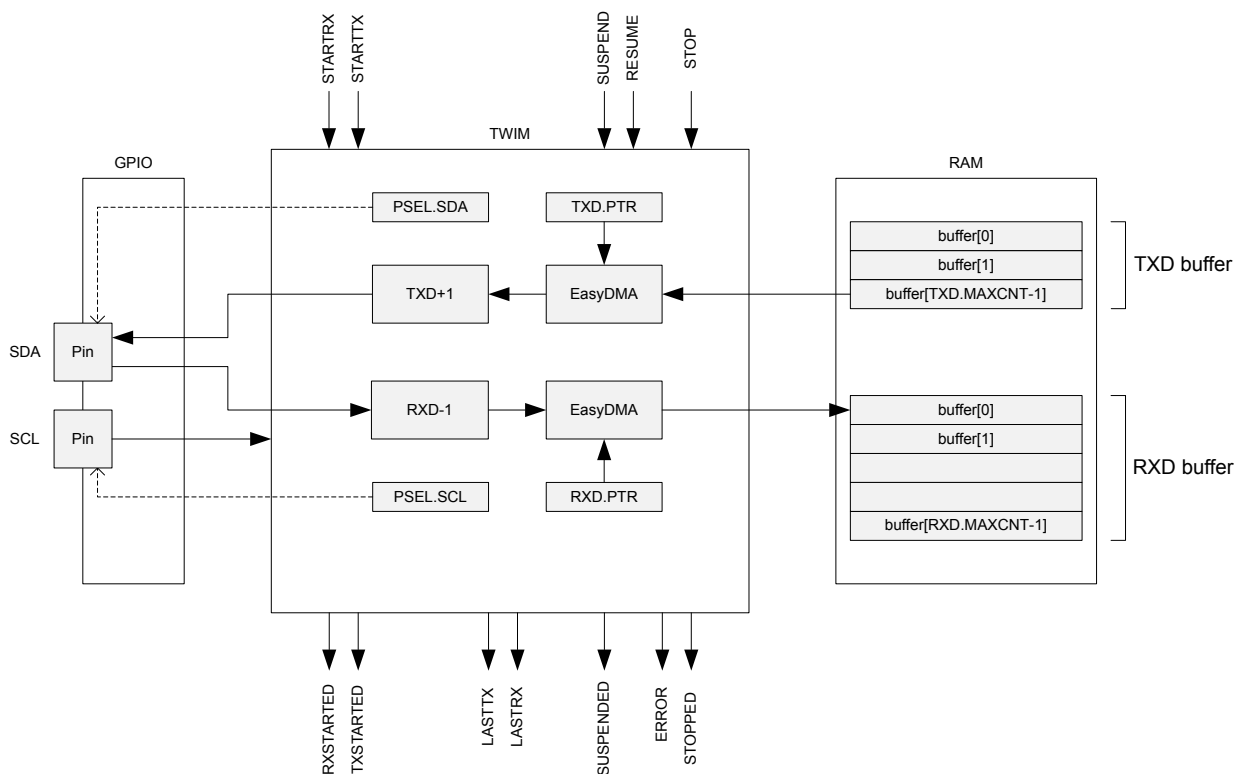 STARTRX
STARTTX
SUSPEND
RESUME
STOP
TWIM
GPIO
RAM
PSEL.SDA
TXD.PTR
buffer[0]
buffer[1]
buffer[TXD.MAXCNT-1]
TXD buffer
TXD+1
EasyDMA
SDA
Pin
RXD-1
EasyDMA
buffer[0]
buffer[1]
buffer[RXD.MAXCNT-1]
RXD buffer
SCL
Pin
PSEL.SCL
RXD.PTR
RXSTARTED
TXSTARTED
LASTTX
LASTRX
SUSPENDED
ERROR
STOPPED